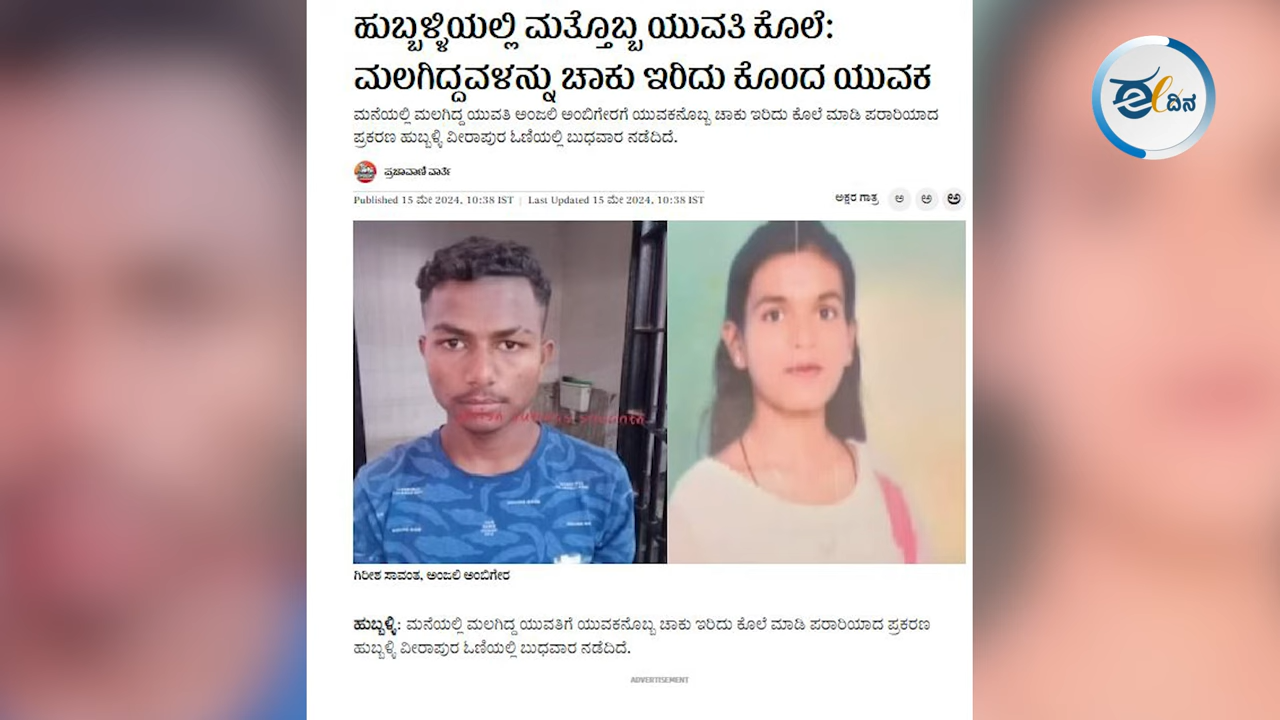 ಹುಬ್ಬಳ್ಳಿಯಲ್ಲಿ ಮತ್ತೊಬ್ಬ ಯುವತಿ ಕೊಲೆ:
ಮಲಗಿದ್ದವಳನ್ನು ಚಾಕು ಇರಿದು ಕೊಂದ ಯುವಕ
ಮನೆಯಲ್ಲಿ ಮಲಗಿದ್ದ ಯುವತಿ ಅಂಜಲಿ ಅಂಬಿಗೇರಗೆ ಯುವಕನೊಬ್ಬ ಚಾಕು ಇರಿದು ಕೊಲೆ ಮಾಡಿ ಪರಾರಿಯಾದ
ಪ್ರಕರಣ ಹುಬ್ಬಳ್ಳಿ ವೀರಾಪುರ ಓಣಿಯಲ್ಲಿ ಬುಧವಾರ ನಡೆದಿದೆ.
ಪ್ರಜಾವಾಣಿ ವಾರ್ತೆ
Published 15 ಮೇ 2024, 10:38 IST | Last Updated 15 ಮೇ 2024, 10:38 IST
ಅಕ್ಷರ ಗಾತ್ರ ಅ ಅ ಅ
ಈ ದಿನ
ಗಿರೀಶ ಸಾವಂತ, ಅಂಜಲಿ ಅಂಬಿಗೇರ
ಹುಬ್ಬಳ್ಳಿ: ಮನೆಯಲ್ಲಿ ಮಲಗಿದ್ದ ಯುವತಿಗೆ ಯುವಕನೊಬ್ಬ ಚಾಕು ಇರಿದು ಕೊಲೆ ಮಾಡಿ ಪರಾರಿಯಾದ ಪ್ರಕರಣ
ಹುಬ್ಬಳ್ಳಿ ವೀರಾಪುರ ಓಣಿಯಲ್ಲಿ ಬುಧವಾರ ನಡೆದಿದೆ.
ADVERTISEMENT